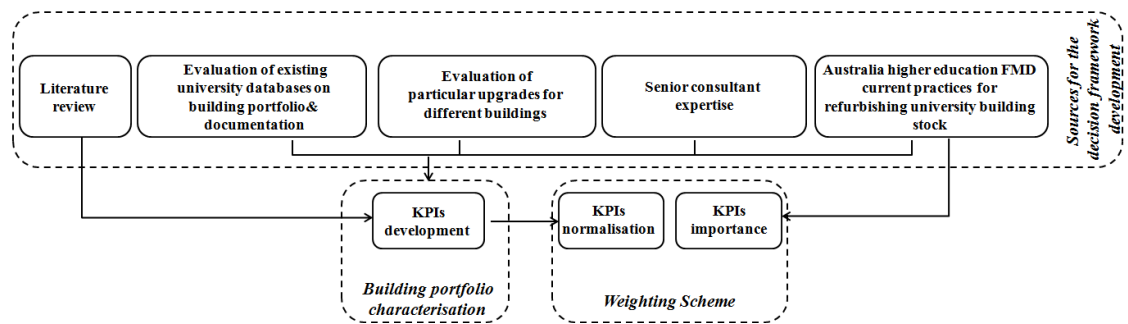 Literature
review
Evaluation of existing
university databases on
building portfolio&
documentation
Evaluation of
particular upgrades for
different buildings
Senior consultant
expertise
Australia higher education FMD
current practices for
refurbishing university building
stock
Sources for the
decision framework
development
KPIs
development
KPIs
normalisation
KPIs
importance
Building portfolio
characterisation
Weighting Scheme